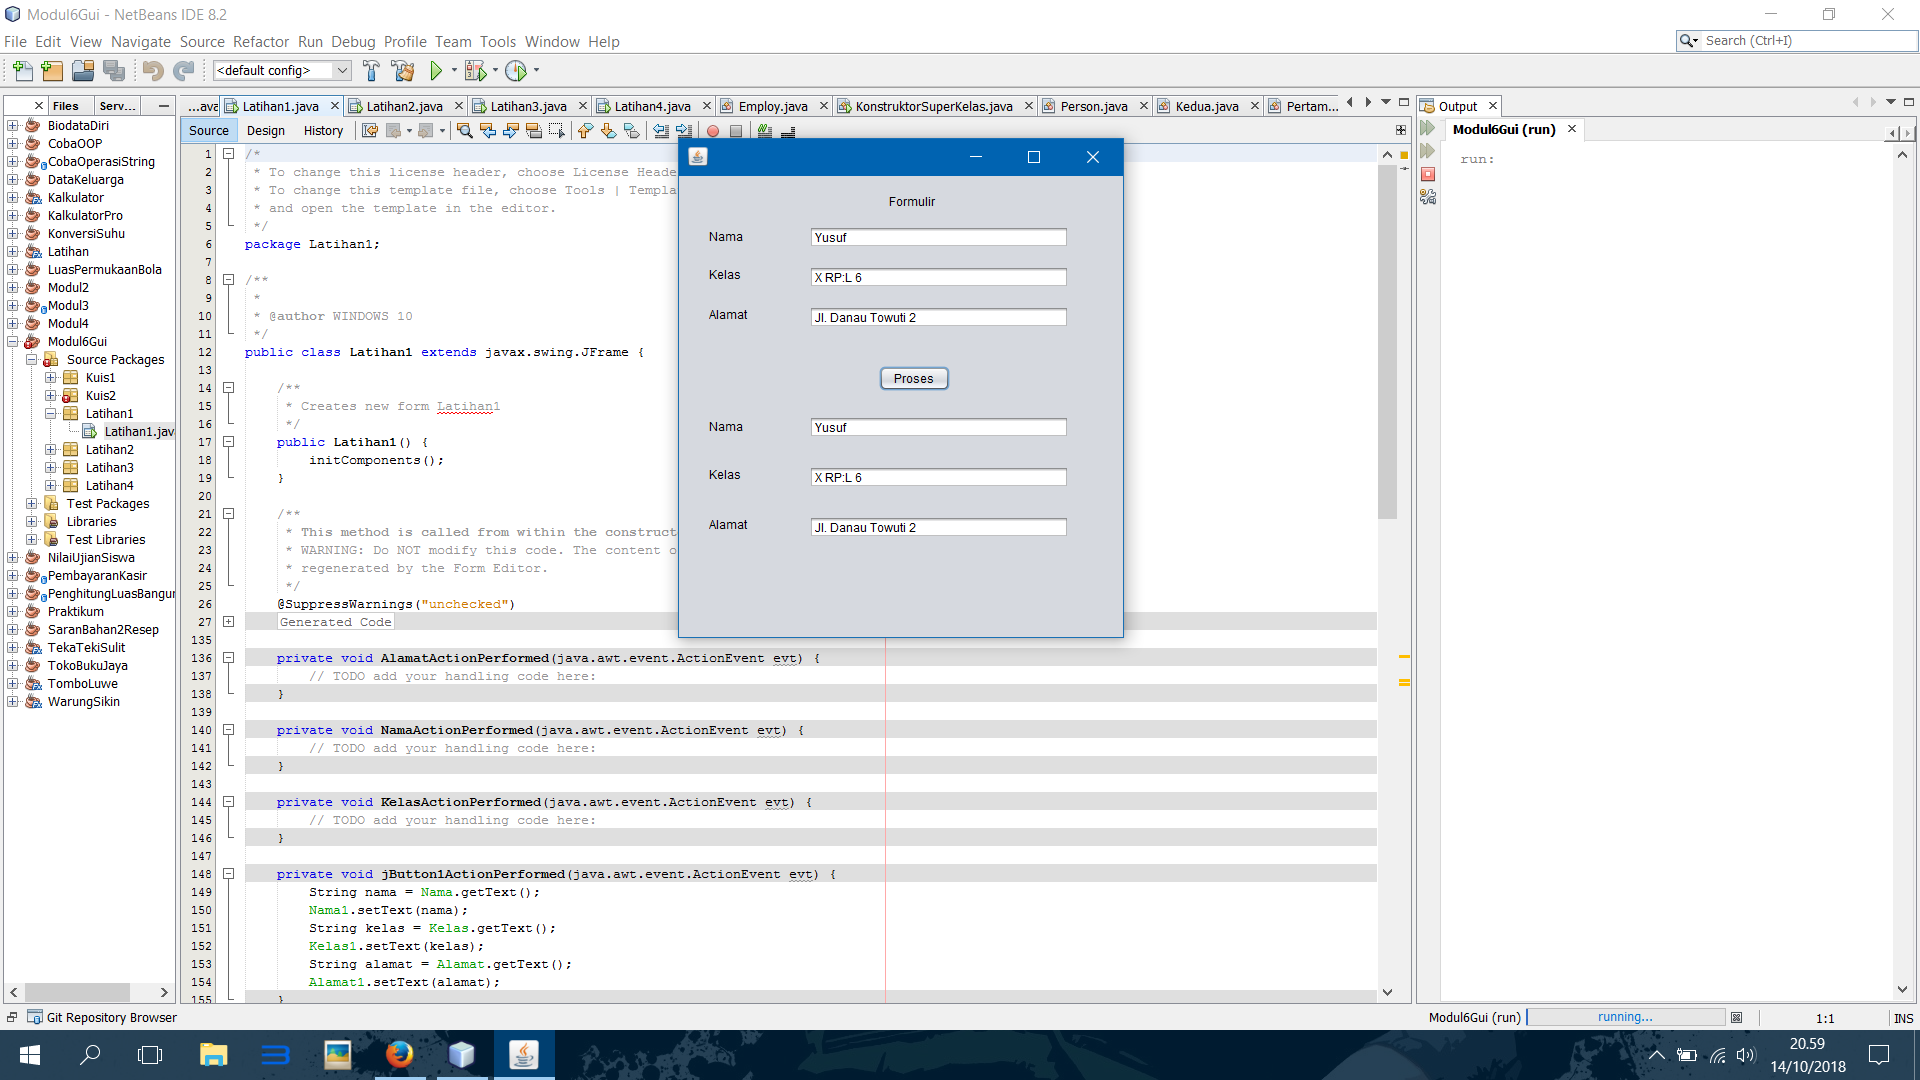 Modul6Gui - NetBeans IDE 8.2
File Edit View Navigate Source Refactor Run Debug Profile Team Tools Window Help
Search (Ctrl+I)
<default config>
Files Serv...
...ava Latihan1.java Latihan2.java Latihan3.java Latihan4.java Employ.java KonstruktorSuperKelas.java Person.java Kedua.java Pertam...
Output
Source Design History
Modul6Gui (run)
run:
BiodataDiri
CobaOOP
CobaOperasiString
DataKeluarga
Kalkulator
KalkulatorPro
KonversiSuhu
Latihan
LuasPermukaanBola
Modul2
Modul3
Modul4
Modul6Gui
Source Packages
Kuis1
Kuis2
Latihan1
Latihan1.jav
Latihan2
Latihan3
Latihan4
Test Packages
Libraries
Test Libraries
NilaiUjianSiswa
PembayaranKasir
PenghitungLuasBangur
Praktikum
SaranBahan2Resep
TekaTekiSulit
TokoBukuJaya
TomboLuwe
WarungSikin
1 /*
2 * To change this license header, choose License Heade
3 * To change this template file, choose Tools | Templa
4 * and open the template in the editor.
5 */
6 package Latihan1;
7
8 /**
9 *
10 * @author WINDOWS 10
11 */
12 public class Latihan1 extends javax.swing.JFrame {
13
14 /**
15 * Creates new form Latihan1
16 */
17 public Latihan1() {
18 initComponents();
19 }
20
21 /**
22 * This method is called from within the construct
23 * WARNING: Do NOT modify this code. The content o
24 * regenerated by the Form Editor.
25 */
26 @SuppressWarnings("unchecked")
27 Generated Code
135
136 private void AlamatActionPerformed(java.awt.event.ActionEvent evt) {
137 // TODO add your handling code here:
138 }
139
140 private void NamaActionPerformed(java.awt.event.ActionEvent evt) {
141 // TODO add your handling code here:
142 }
143
144 private void KelasActionPerformed(java.awt.event.ActionEvent evt) {
145 // TODO add your handling code here:
146 }
147
148 private void jButton1ActionPerformed(java.awt.event.ActionEvent evt) {
149 String nama = Nama.getText();
150 Nama1.setText(nama);
151 String kelas = Kelas.getText();
152 Kelas1.setText(kelas);
153 String alamat = Alamat.getText();
154 Alamat1.setText(alamat);
155 }
Formulir
Nama Yusuf
Kelas X RP:L 6
Alamat Jl. Danau Towuti 2
Proses
Nama Yusuf
Kelas X RP:L 6
Alamat Jl. Danau Towuti 2
Git Repository Browser
Modul6Gui (run) running... 1:1 INS
20.59
14/10/2018